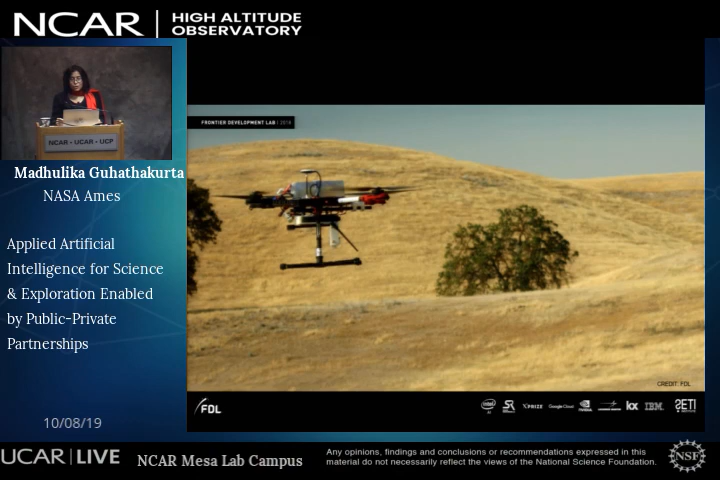 NCAR
HIGH ALTITUDE
OBSERVATORY
FRONTIER DEVELOPMENT LAB
NCAR • UCAR • UCP
Madhulika Guhathakurta
NASA Ames
Applied Artificial
Intelligence for Science
& Exploration Enabled
by Public-Private
Partnerships
10/08/19
CREDIT: FDL
FDL
XPRIZE
Google Cloud
kx
IBM
SETI
UCAR LIVE
NCAR Mesa Lab Campus
Any opinions, findings and conclusions or recommendations expressed in this
material do not necessarily reflect the views of the National Science Foundation.
NSF